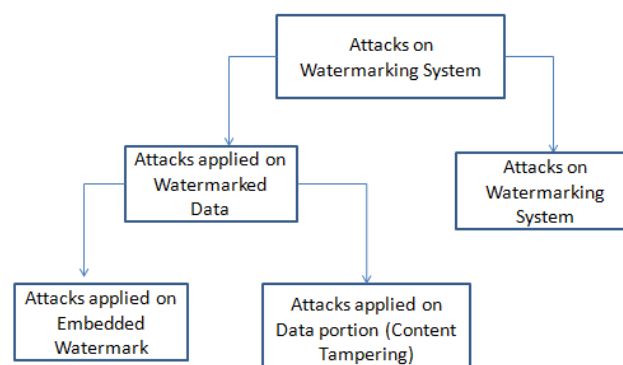 Attacks on
Watermarking System
Attacks applied on
Watermarked
Data
Attacks on
Watermarking
System
Attacks applied on
Embedded
Watermark
Attacks applied on
Data portion (Content
Tampering)